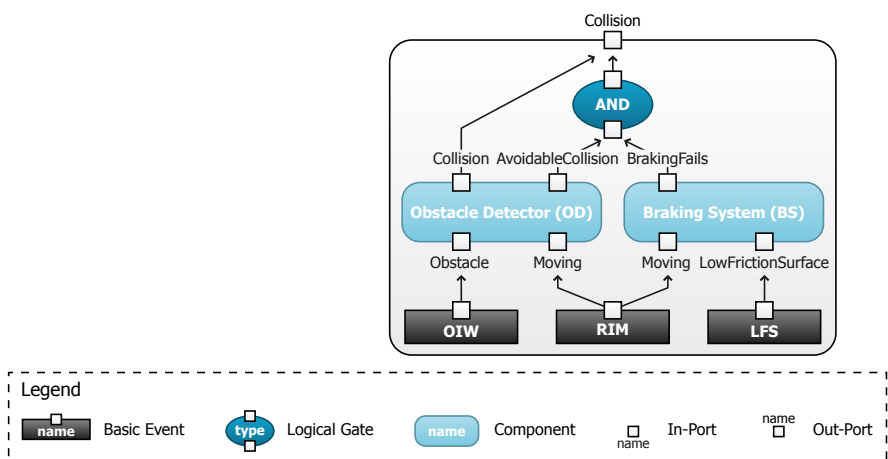 Collision
AND
Collision AvoidableCollision BrakingFails
Obstacle Detector (OD) Braking System (BS)
Obstacle Moving Moving LowFrictionSurface
OIW RIM LFS
Legend
name Basic Event type Logical Gate name Component name In-Port name Out-Port